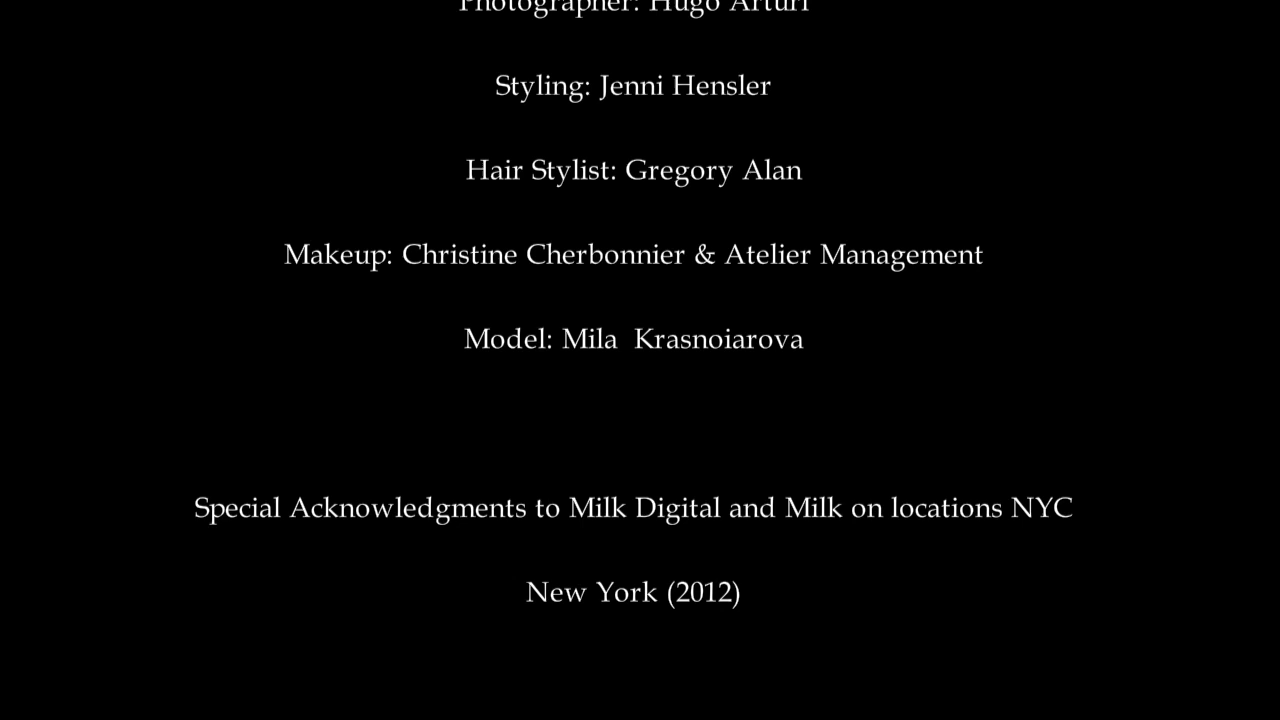 Photographer: Hugo Arturi
Styling: Jenni Hensler
Hair Stylist: Gregory Alan
Makeup: Christine Cherbonnier & Atelier Management
Model: Mila  Krasnoiarova
Special Acknowledgments to Milk Digital and Milk on locations NYC
New York (2012)